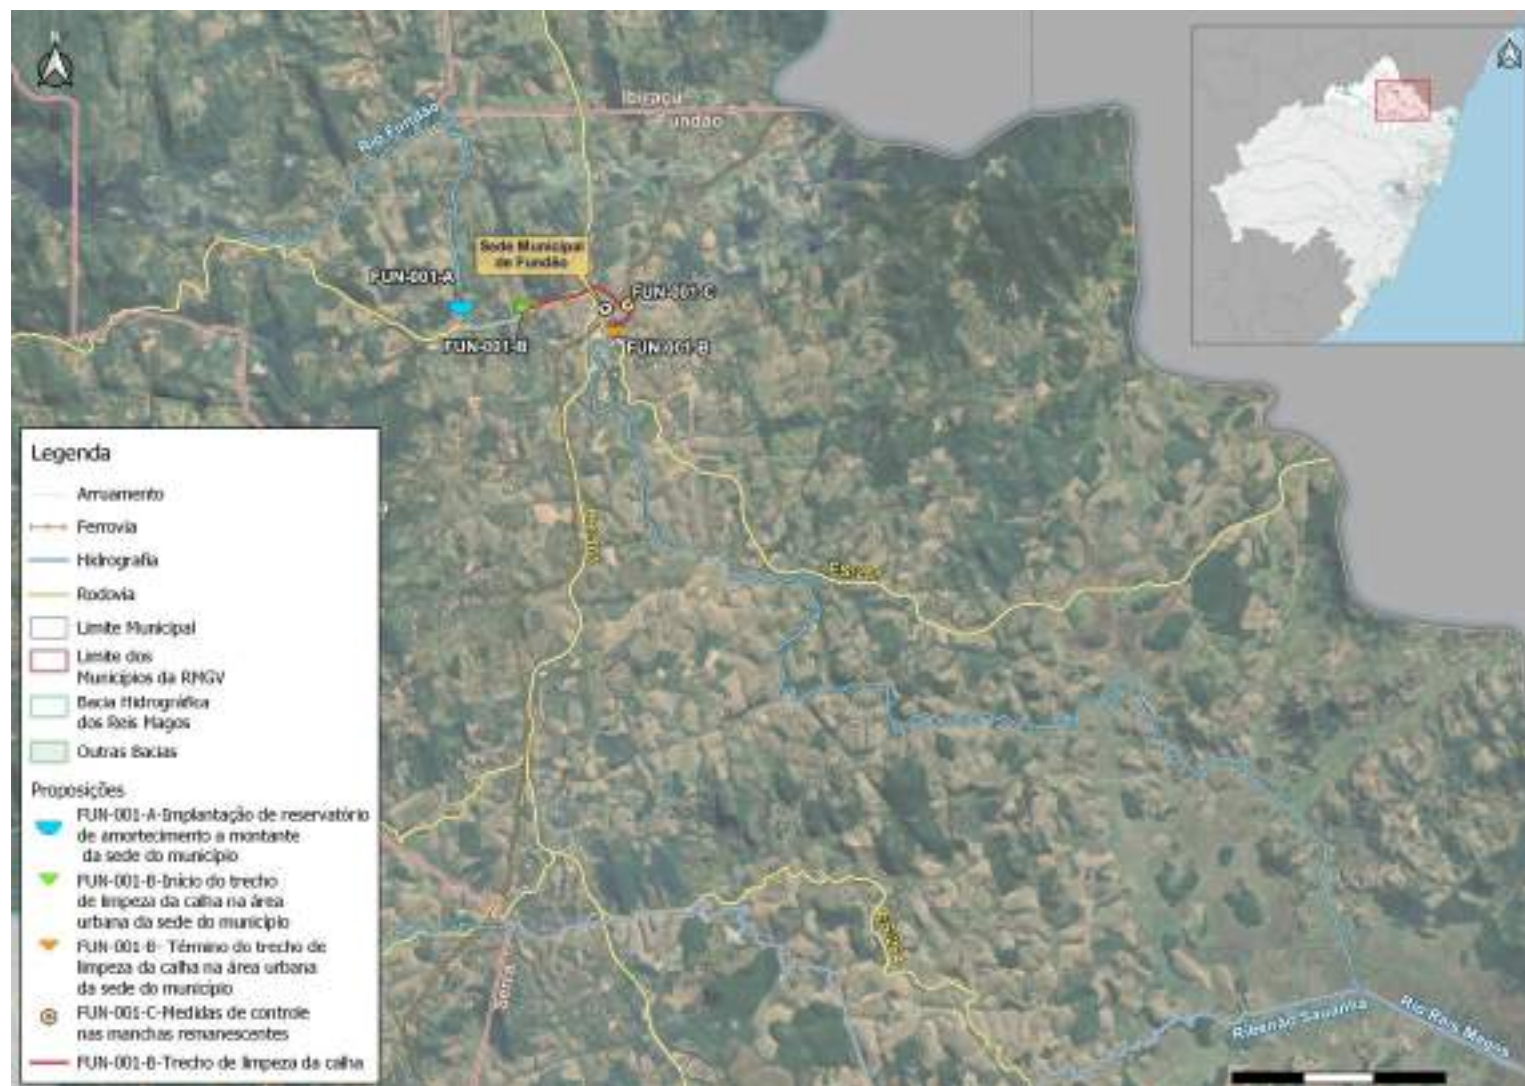 N
Ibiraçu
Fundão
Rio Fundão
Sede Municipal
de Fundão
FUN-001-A
FUN-001-C
FUN-001-B
FUN-001-B
Legenda
Arruamento
Ferrovia
Hidrografia
Rodovia
Limite Municipal
Limite dos
Municípios da RMGV
Bacia Hidrográfica
dos Reis Magos
Outras Bacias
Proposições
FUN-001-A-Implantação de reservatório
de amortecimento a montante
da sede do município
FUN-001-B-Início do trecho
de limpeza da calha na área
urbana da sede do município
FUN-001-B- Término do trecho de
limpeza da calha na área urbana
da sede do município
FUN-001-C-Medidas de controle
nas manchas remanescentes
FUN-001-B-Trecho de limpeza da calha
Serra
Ribeirão Sauanha
Rio Reis Magos